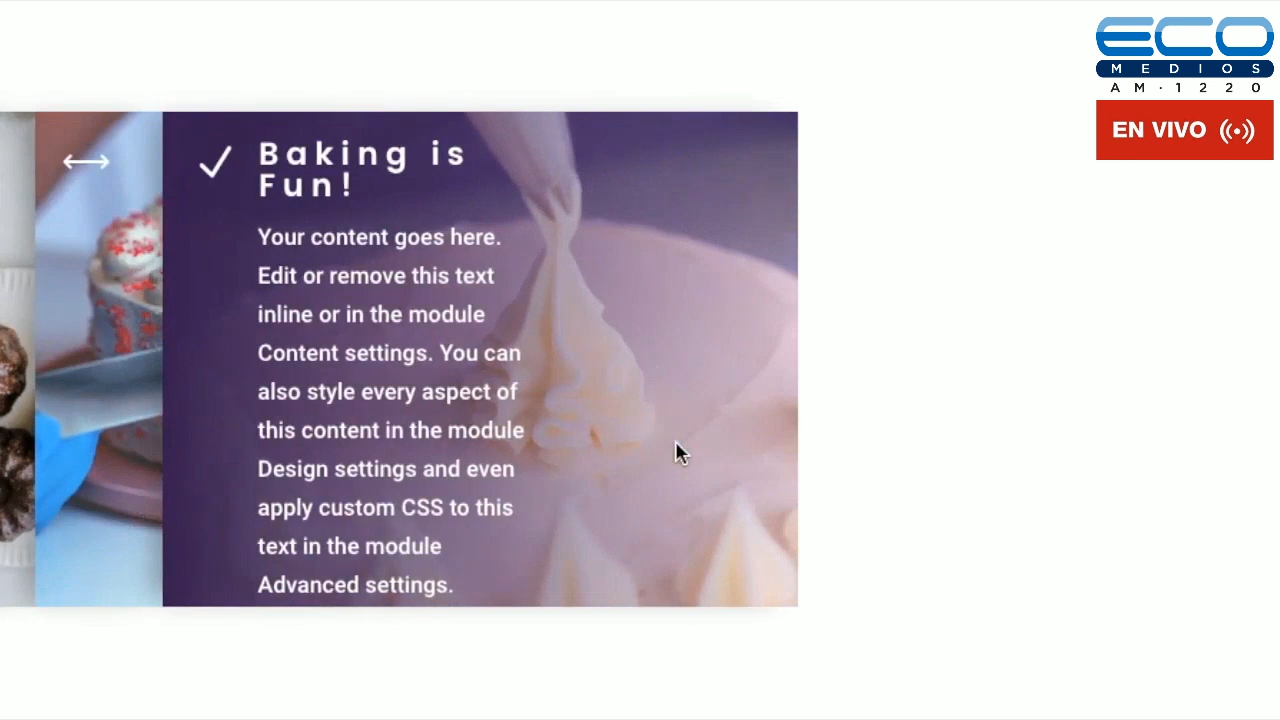 ECO
MEDIOS
AM·1220
EN VIVO
Baking is
Fun!
Your content goes here.
Edit or remove this text
inline or in the module
Content settings. You can
also style every aspect of
this content in the module
Design settings and even
apply custom CSS to this
text in the module
Advanced settings.